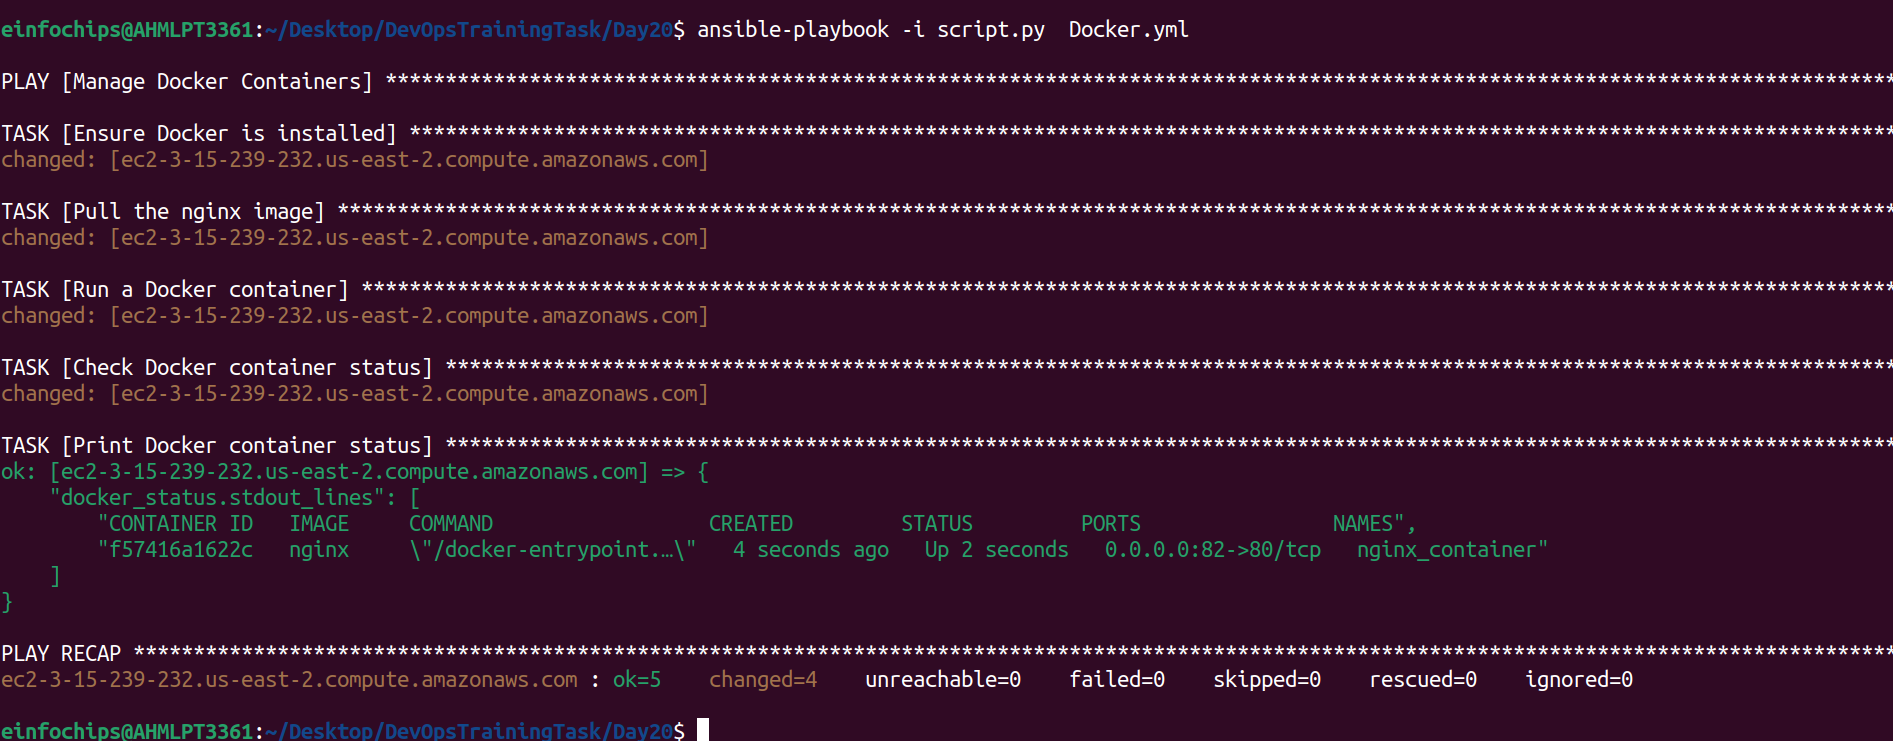 einfochips@AHMLPT3361:~/Desktop/DevOpsTrainingTask/Day20$ ansible-playbook -i script.py  Docker.yml
PLAY [Manage Docker Containers] ******************************************************************************************************************************
TASK [Ensure Docker is installed] ****************************************************************************************************************************
changed: [ec2-3-15-239-232.us-east-2.compute.amazonaws.com]
TASK [Pull the nginx image] **********************************************************************************************************************************
changed: [ec2-3-15-239-232.us-east-2.compute.amazonaws.com]
TASK [Run a Docker container] ********************************************************************************************************************************
changed: [ec2-3-15-239-232.us-east-2.compute.amazonaws.com]
TASK [Check Docker container status] *************************************************************************************************************************
changed: [ec2-3-15-239-232.us-east-2.compute.amazonaws.com]
TASK [Print Docker container status] *************************************************************************************************************************
ok: [ec2-3-15-239-232.us-east-2.compute.amazonaws.com] => {
    "docker_status.stdout_lines": [
        "CONTAINER ID   IMAGE     COMMAND                  CREATED         STATUS         PORTS                NAMES",
        "f57416a1622c   nginx     \"/docker-entrypoint.…\"   4 seconds ago   Up 2 seconds   0.0.0.0:82->80/tcp   nginx_container"
    ]
}
PLAY RECAP ***************************************************************************************************************************************************
ec2-3-15-239-232.us-east-2.compute.amazonaws.com : ok=5    changed=4    unreachable=0    failed=0    skipped=0    rescued=0    ignored=0
einfochips@AHMLPT3361:~/Desktop/DevOpsTrainingTask/Day20$